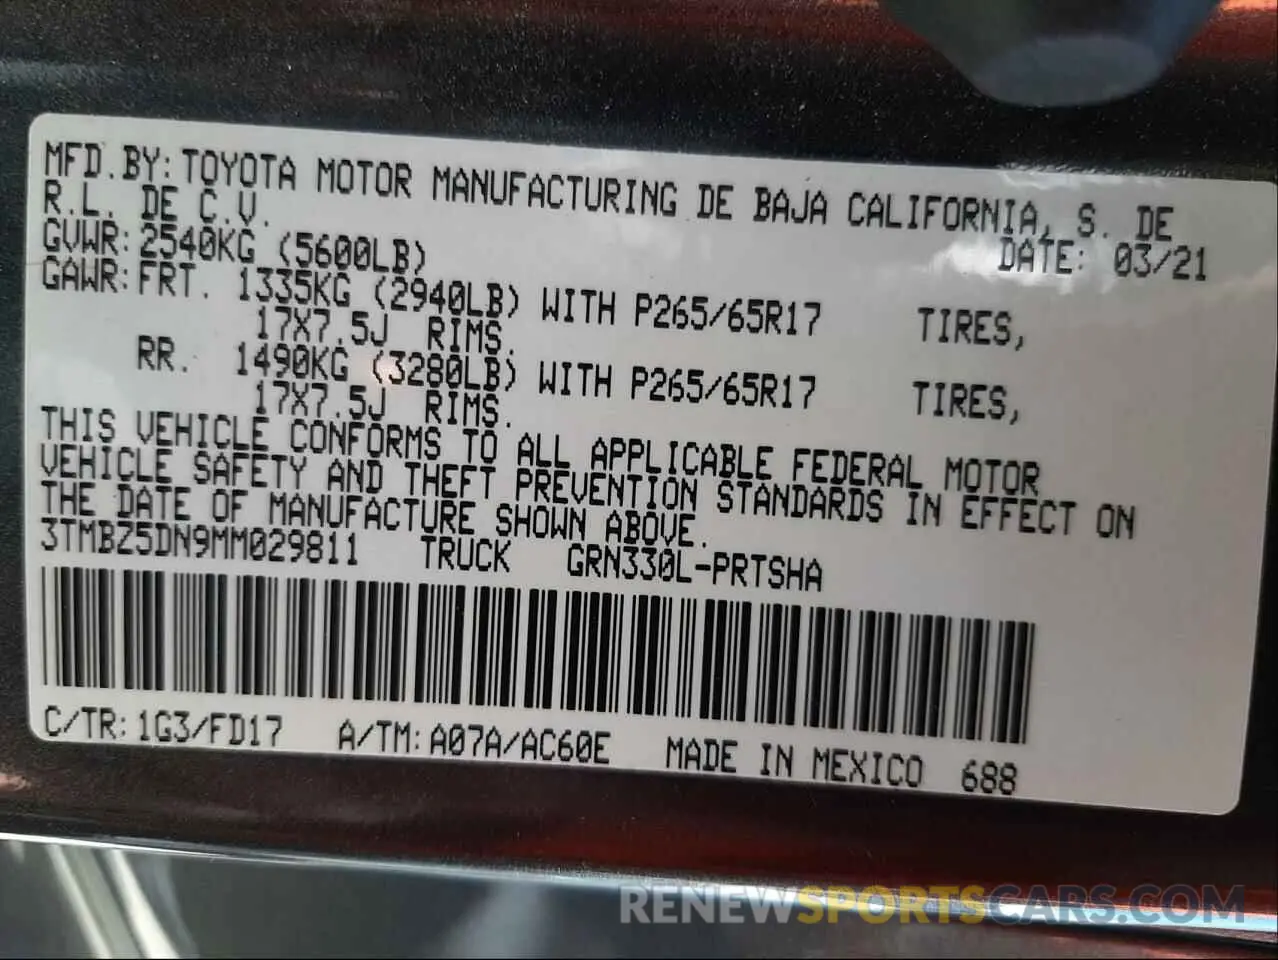 MFD.BY: TOYOTA MOTOR MANUFACTURING DE BAJA CALIFORNIA, S. DE
R.L. DE C.V.
DATE: 03/21
GVWR: 2540KG (5600LB)
GAWR: FRT. 1335KG (2940LB) WITH P265/65R17 TIRES,
17X7.5J RIMS.
RR. 1490KG (3280LB) WITH P265/65R17 TIRES,
17X7.5J RIMS.
THIS VEHICLE CONFORMS TO ALL APPLICABLE FEDERAL MOTOR
VEHICLE SAFETY AND THEFT PREVENTION STANDARDS IN EFFECT ON
THE DATE OF MANUFACTURE SHOWN ABOVE.
3TMBZ5DN9MM029811 TRUCK GRN330L-PRTSHA
C/TR: 1G3/FD17 A/TM: A07A/AC60E MADE IN MEXICO 688
RENEWSPORTSCARS.COM